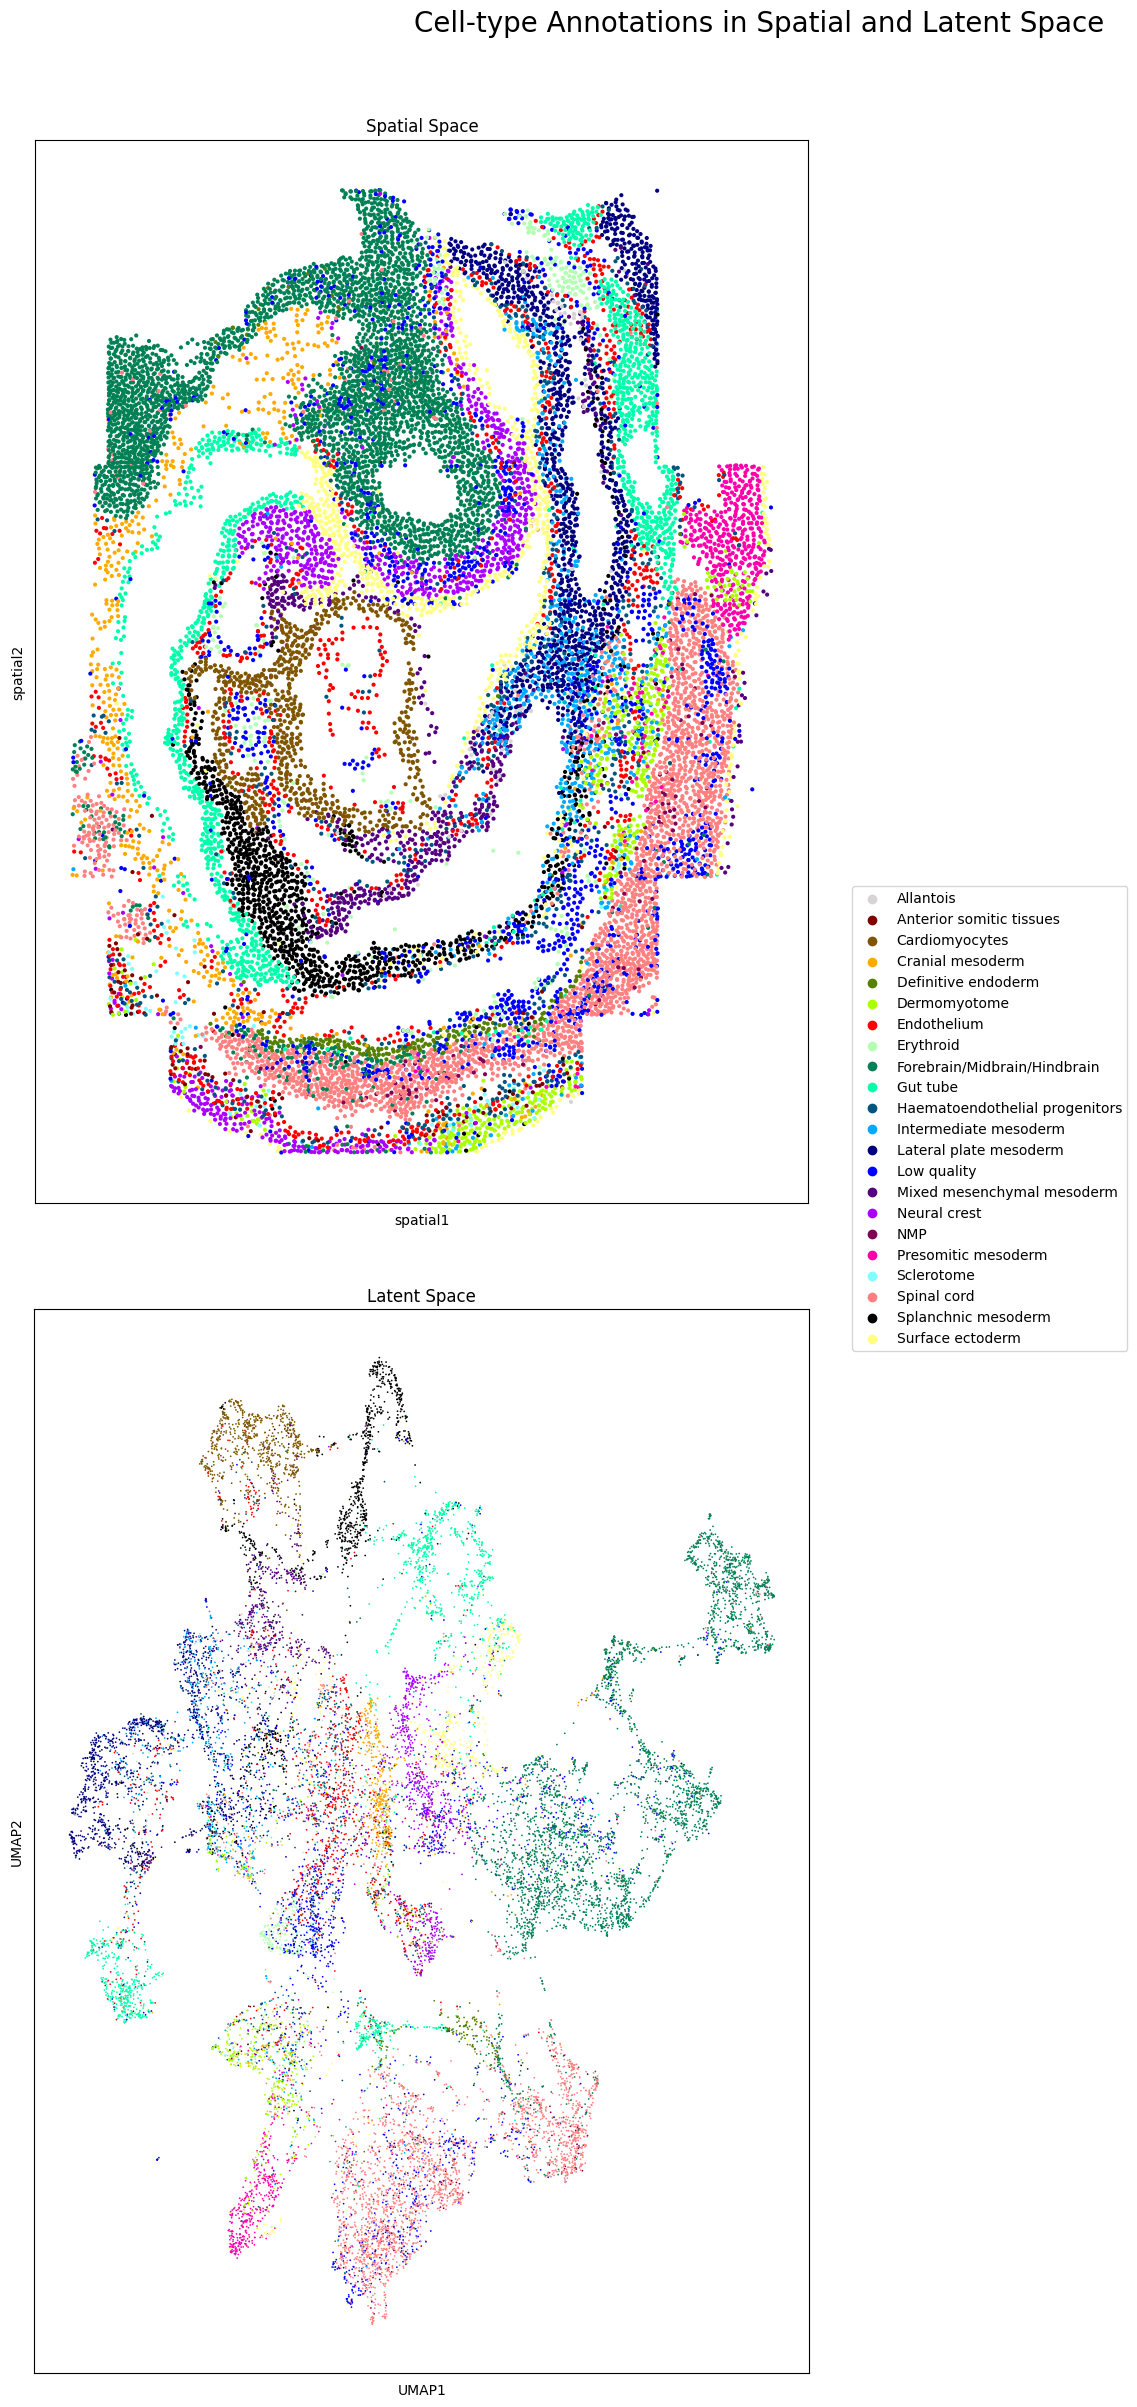 Cell-type Annotations in Spatial and Latent Space
Spatial Space
spatial2
spatial1
Allantois
Anterior somitic tissues
Cardiomyocytes
Cranial mesoderm
Definitive endoderm
Dermomyotome
Endothelium
Erythroid
Forebrain/Midbrain/Hindbrain
Gut tube
Haematoendothelial progenitors
Intermediate mesoderm
Lateral plate mesoderm
Low quality
Mixed mesenchymal mesoderm
Neural crest
NMP
Presomitic mesoderm
Sclerotome
Spinal cord
Splanchnic mesoderm
Surface ectoderm
Latent Space
UMAP2
UMAP1